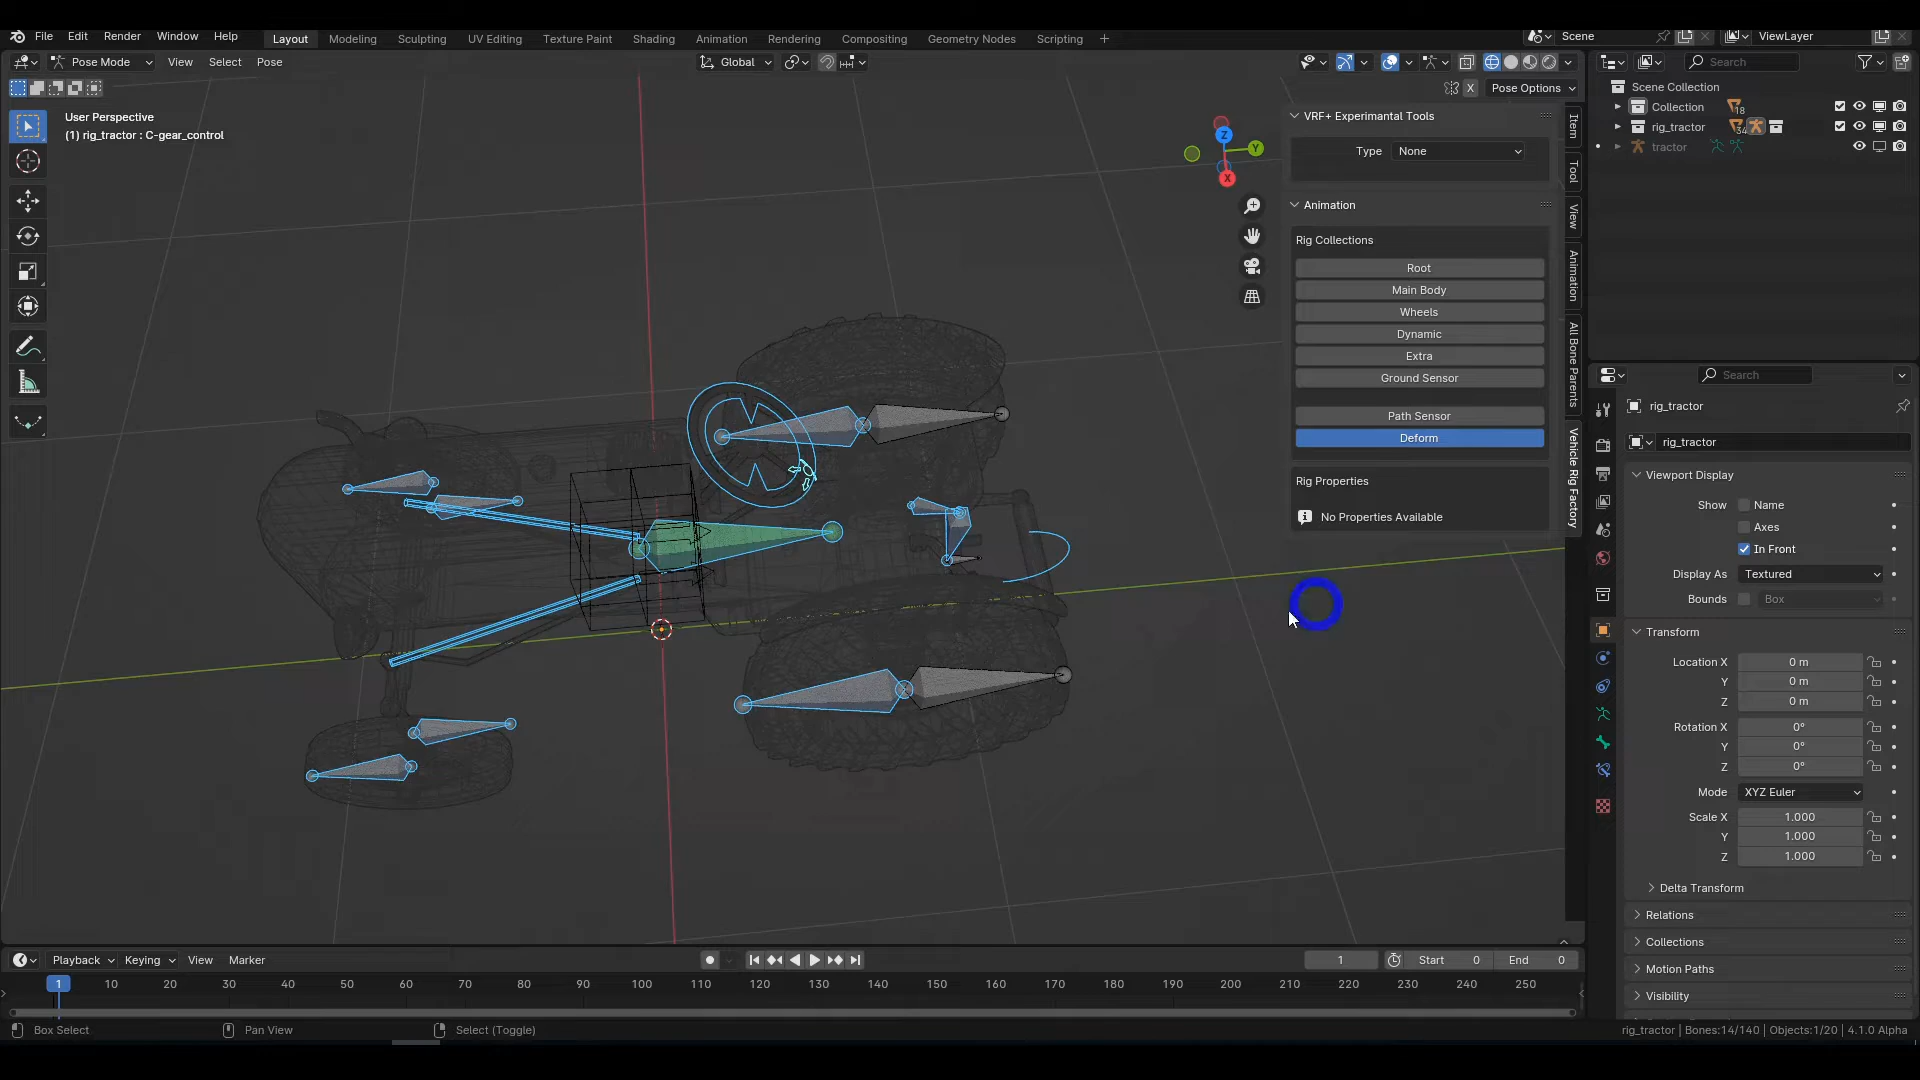 File Edit Render Window Help
Layout Modeling Sculpting UV Editing Texture Paint Shading Animation Rendering Compositing Geometry Nodes Scripting +
Scene ViewLayer
Pose Mode View Select Pose
Global
Search
X Pose Options
Scene Collection
User Perspective
(1) rig_tractor : C-gear_control
Collection 18
rig_tractor 34
tractor
VRF+ Experimantal Tools
Type None
Animation
Rig Collections
Root
Main Body
Wheels
Dynamic
Extra
Ground Sensor
Path Sensor
Deform
Rig Properties
No Properties Available
Z
Y
X
Item
Tool
View
Animation
All Bone Parents
Vehicle Rig Factory
Search
rig_tractor
rig_tractor
Viewport Display
Show Name
Axes
In Front
Display As Textured
Bounds Box
Transform
Location X 0 m
Y 0 m
Z 0 m
Rotation X 0°
Y 0°
Z 0°
Mode XYZ Euler
Scale X 1.000
Y 1.000
Z 1.000
Delta Transform
Relations
Collections
Motion Paths
Visibility
Playback Keying View Marker
1 Start 0 End 0
1 10 20 30 40 50 60 70 80 90 100 110 120 130 140 150 160 170 180 190 200 210 220 230 240 250
Box Select Pan View Select (Toggle)
rig_tractor | Bones:14/140 | Objects:1/20 | 4.1.0 Alpha